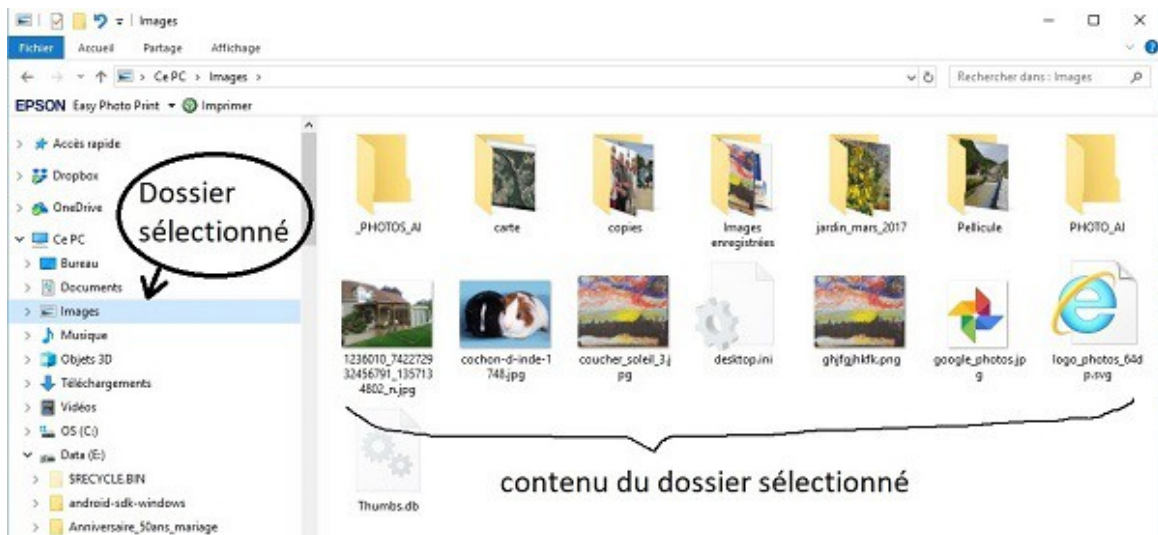 Images
Fichier Accueil Partage Affichage
> Ce PC > Images >
Rechercher dans : Images
EPSON Easy Photo Print Imprimer
Accès rapide
Dropbox
OneDrive
Ce PC
Bureau
Documents
Images
Musique
Objets 3D
Téléchargements
Vidéos
OS (C:)
Data (E:)
$RECYCLE.BIN
android-sdk-windows
Anniversaire_50ans_mariage
Dossier
sélectionné
_PHOTOS_AI
carte
copies
Images
enregistrées
jardin_mars_2017
Pellicule
PHOTO_AI
1236010_7422729
32456791_135713
4802_n.jpg
cochon-d-inde-1
748.jpg
coucher_soleil_3.j
pg
desktop.ini
ghjfgjhkfk.png
google_photos.jp
g
logo_photos_64d
p.svg
Thumbs.db
contenu du dossier sélectionné